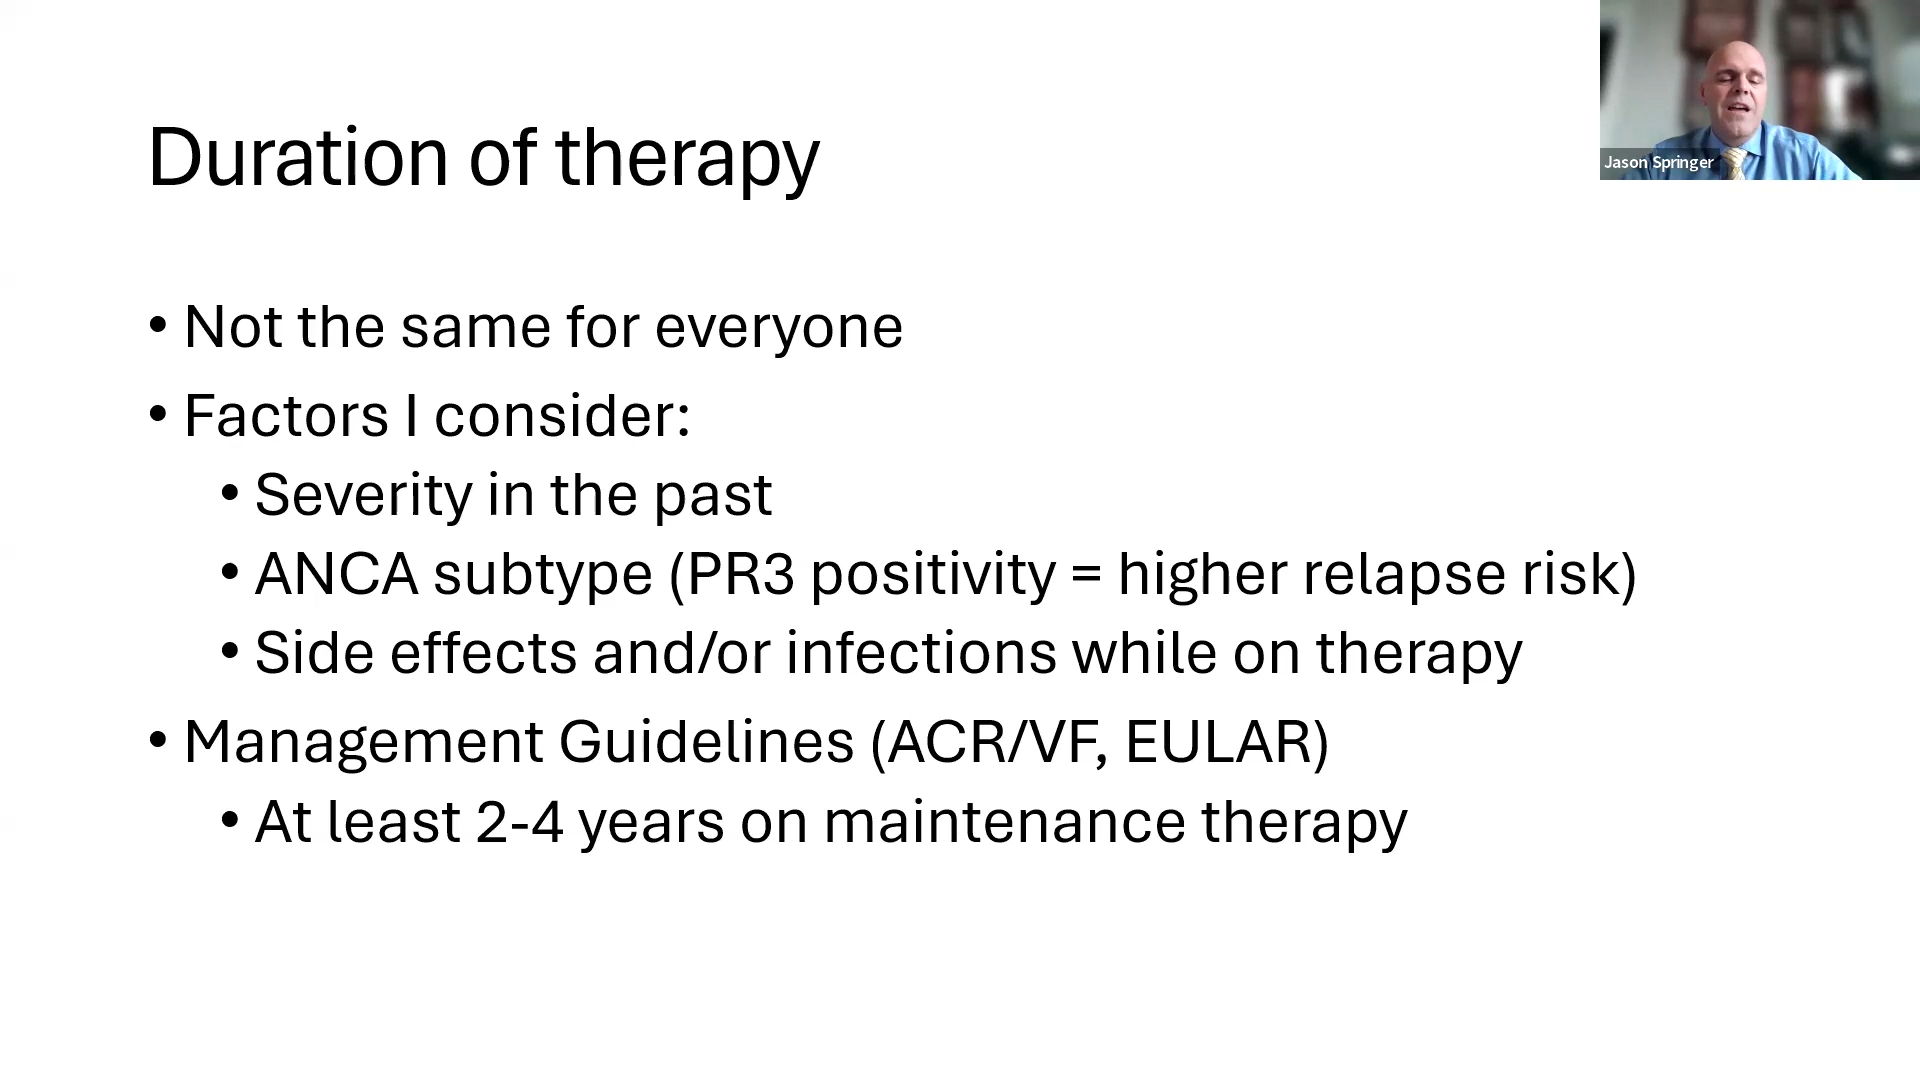 Duration of therapy
Jason Springer
• Not the same for everyone
• Factors I consider:
• Severity in the past
• ANCA subtype (PR3 positivity = higher relapse risk)
• Side effects and/or infections while on therapy
• Management Guidelines (ACR/VF, EULAR)
• At least 2-4 years on maintenance therapy